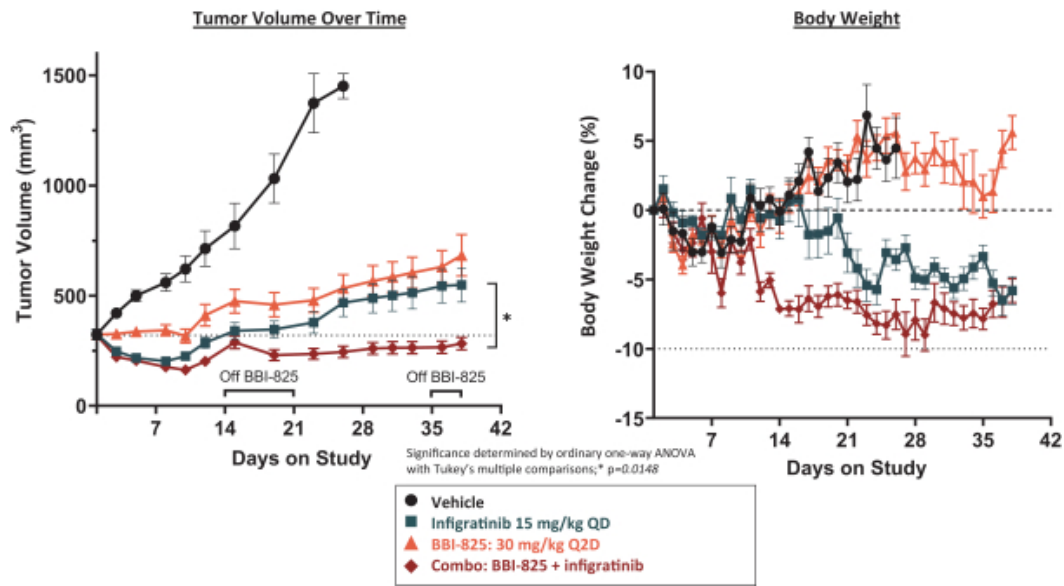 Tumor Volume Over Time
Tumor Volume (mm³)
1500
1000
500
0
7
14
21
28
35
42
Days on Study
Off BBI-825
Off BBI-825
*
Body Weight
Body Weight Change (%)
10
5
0
-5
-10
-15
7
14
21
28
35
42
Days on Study
Significance determined by ordinary one-way ANOVA
with Tukey's multiple comparisons;* p=0.0148
Vehicle
Infigratinib 15 mg/kg QD
BBI-825: 30 mg/kg Q2D
Combo: BBI-825 + infigratinib